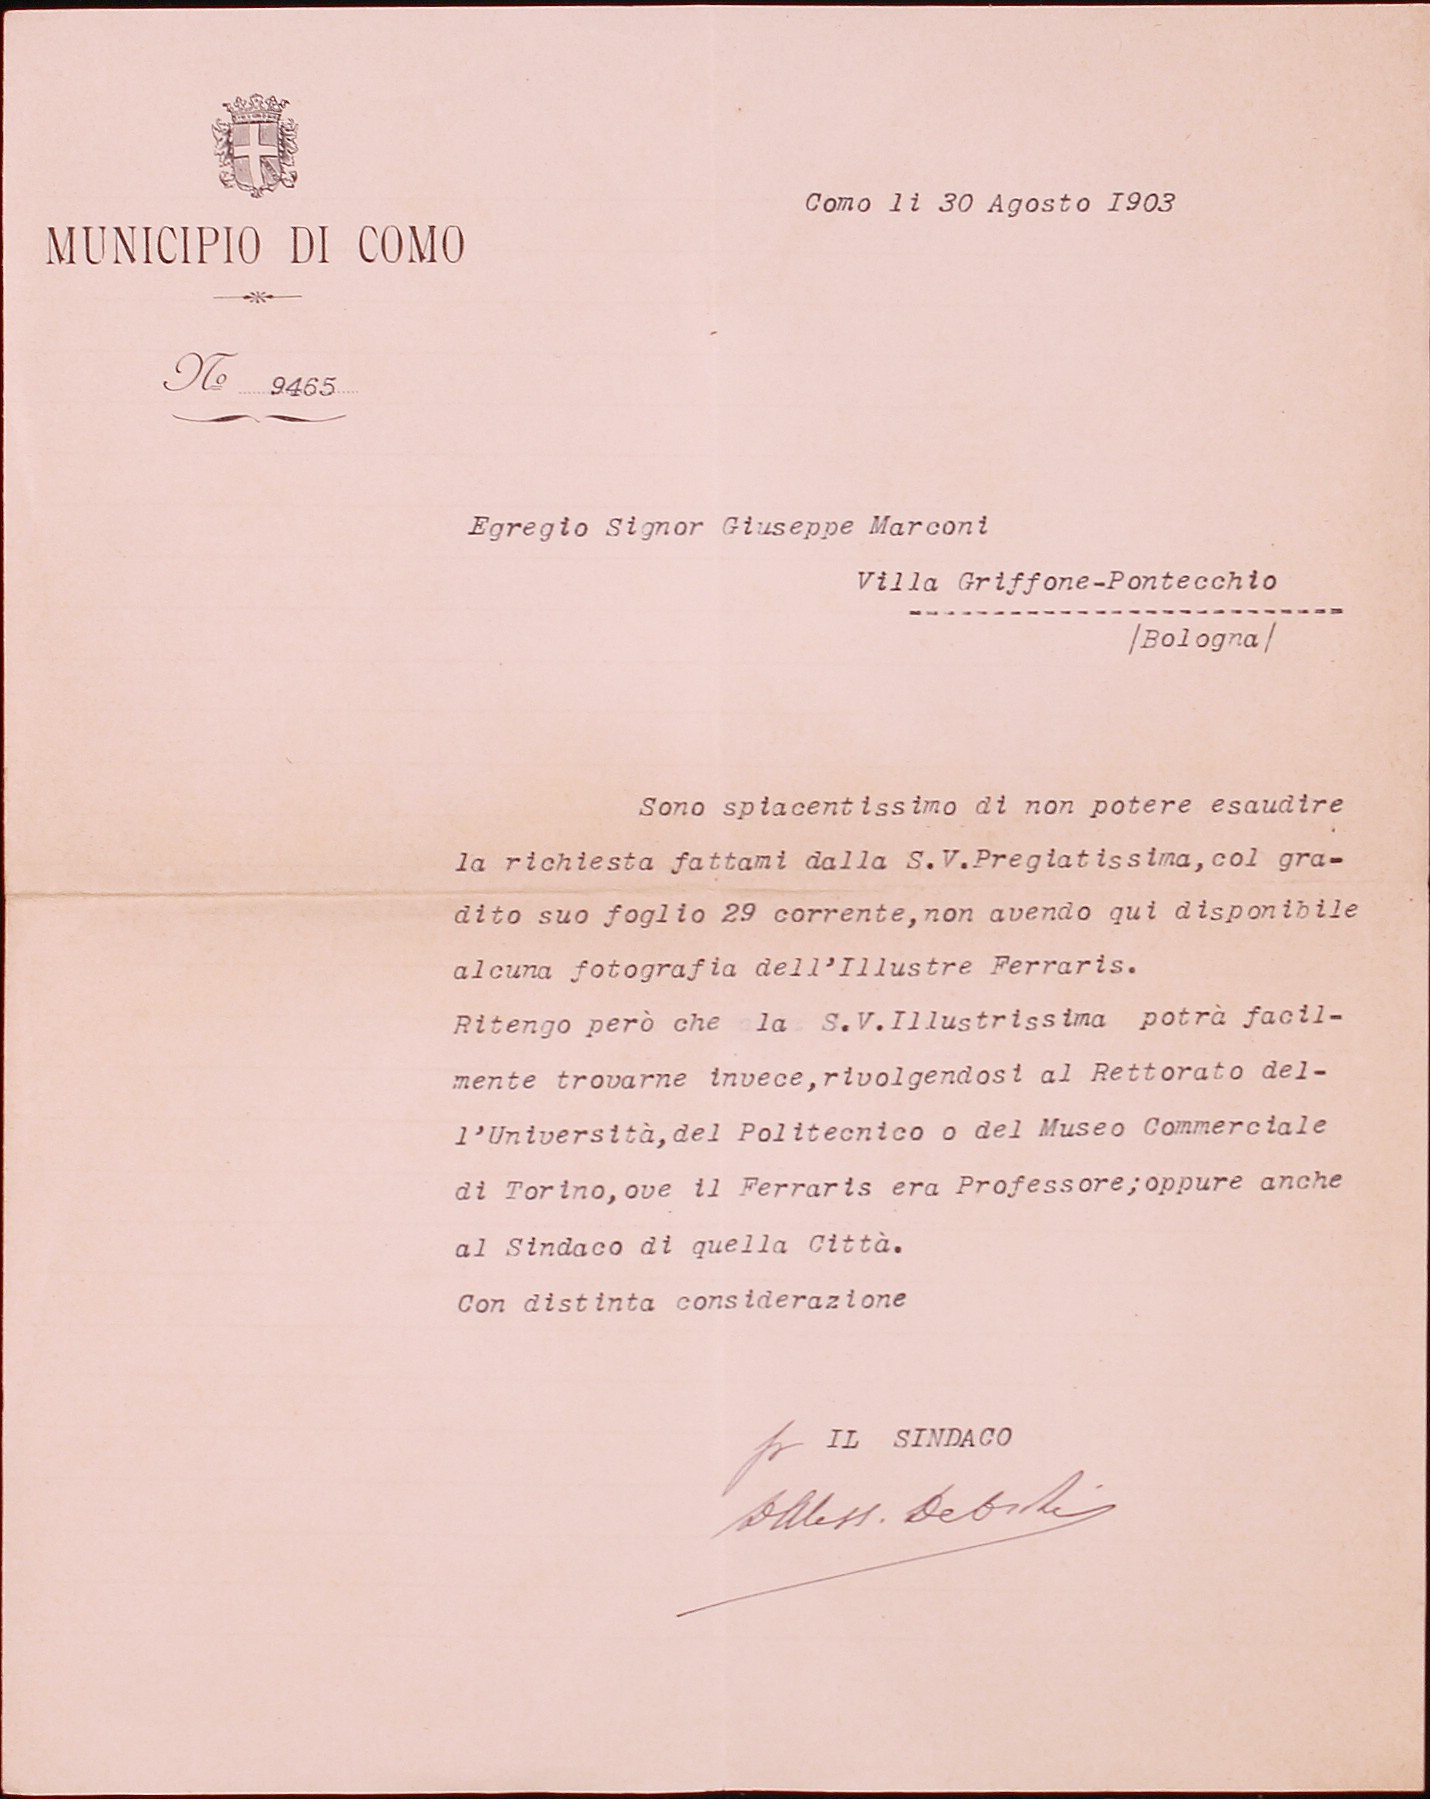 MUNICIPIO DI COMO
Como li 30 Agosto I903
No 9465
Egregio Signor Giuseppe Marconi
Villa Griffone-Pontecchio
/Bologna/
Sono spiacentissimo di non potere esaudire
la richiesta fattami dalla S.V.Pregiatissima,col gra-
dito suo foglio 29 corrente,non avendo qui disponibile
alcuna fotografia dell'Illustre Ferraris.
Ritengo però che la S.V.Illustrissima potrà facil-
mente trovarne invece,rivolgendosi al Rettorato del-
l'Università,del Politecnico o del Museo Commerciale
di Torino,ove il Ferraris era Professore;oppure anche
al Sindaco di quella Città.
Con distinta considerazione
pr IL SINDACO